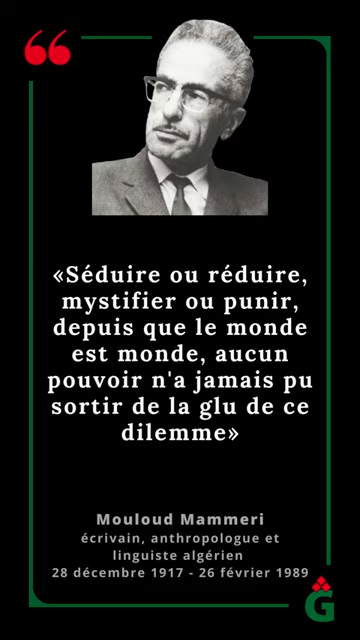 «Séduire ou réduire,
mystifier ou punir,
depuis que le monde
est monde, aucun
pouvoir n'a jamais pu
sortir de la glu de ce
dilemme»
Mouloud Mammeri
écrivain, anthropologue et
linguiste algérien
28 décembre 1917 - 26 février 1989
G